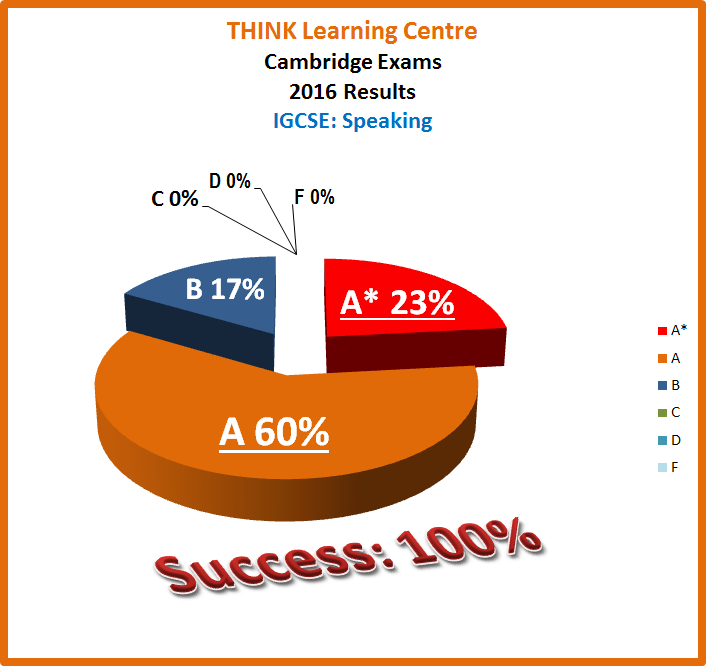 THINK Learning Centre
Cambridge Exams
2016 Results
IGCSE: Speaking
D 0%
C 0%
F 0%
B 17%
A* 23%
A 60%
A*
A
B
C
D
F
Success: 100%